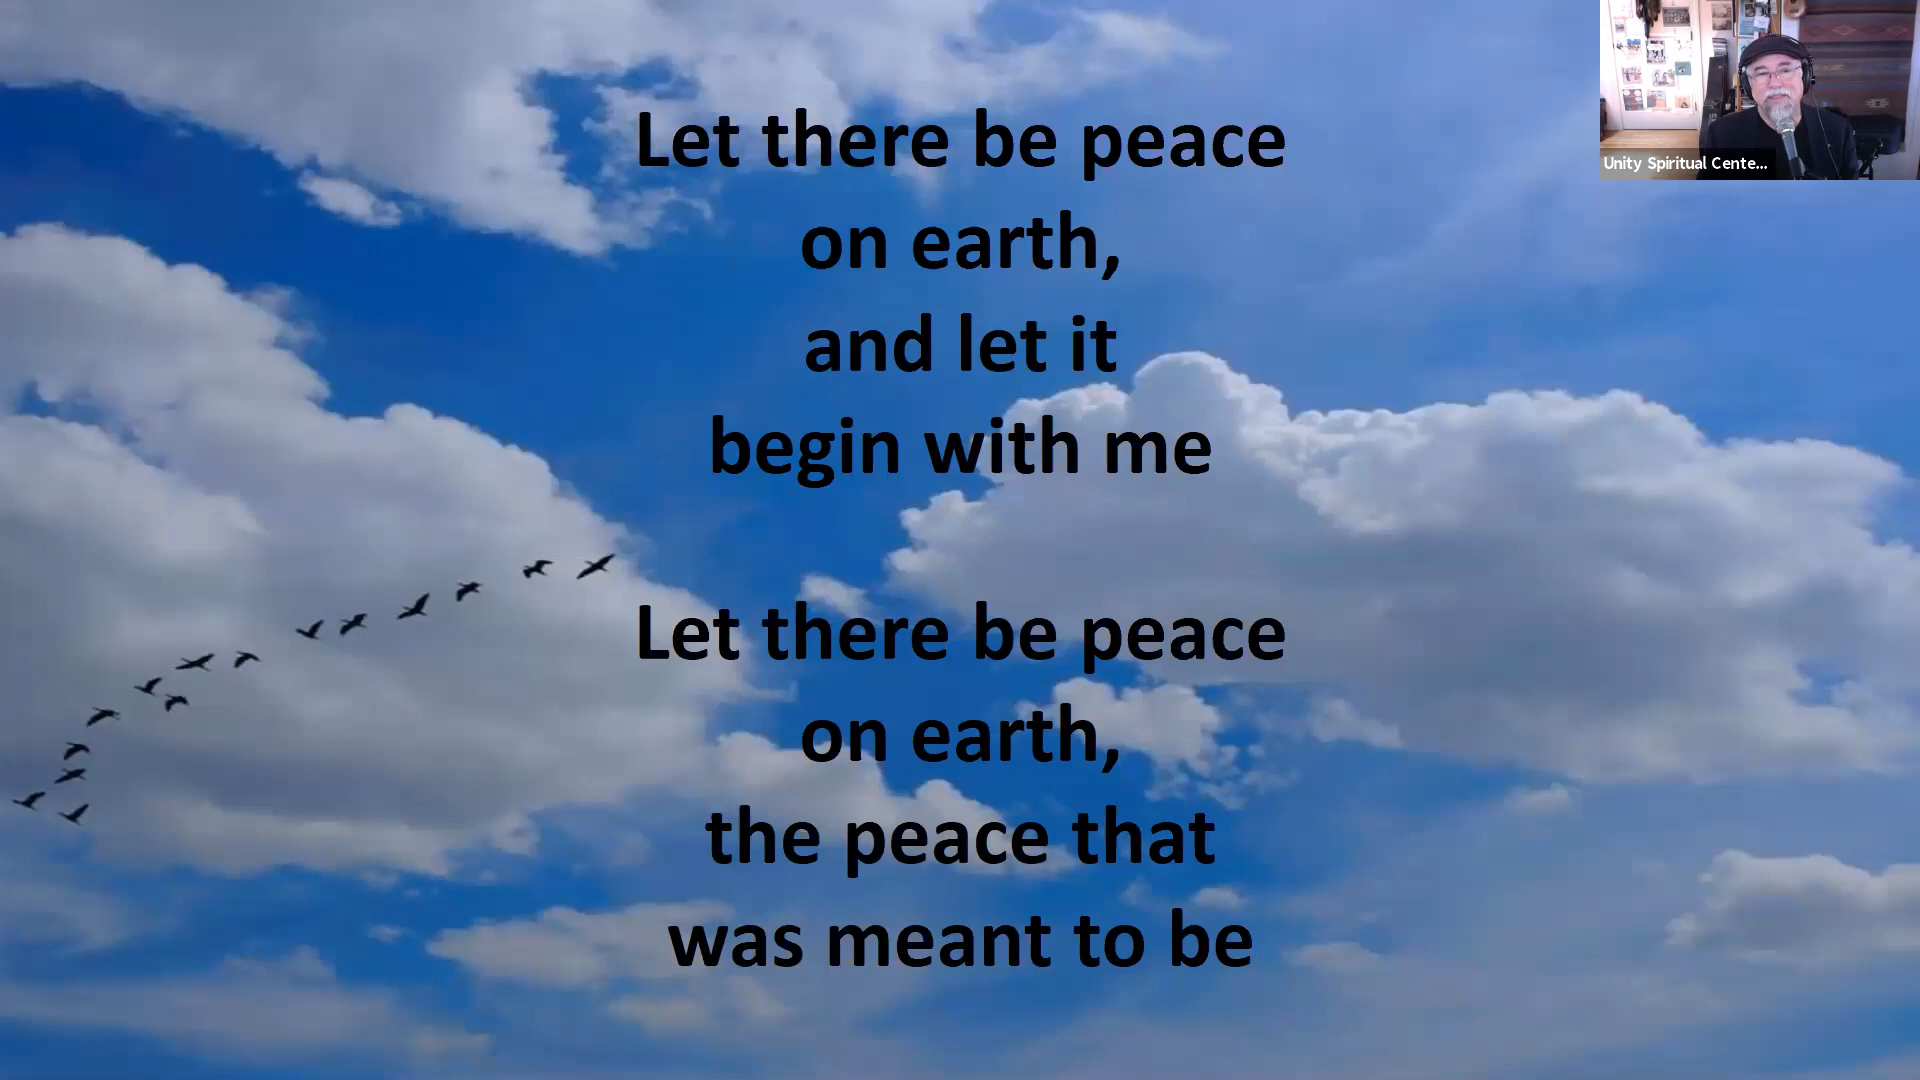 Let there be peace
on earth,
and let it
begin with me
Let there be peace
on earth,
the peace that
was meant to be
Unity Spiritual Cente...